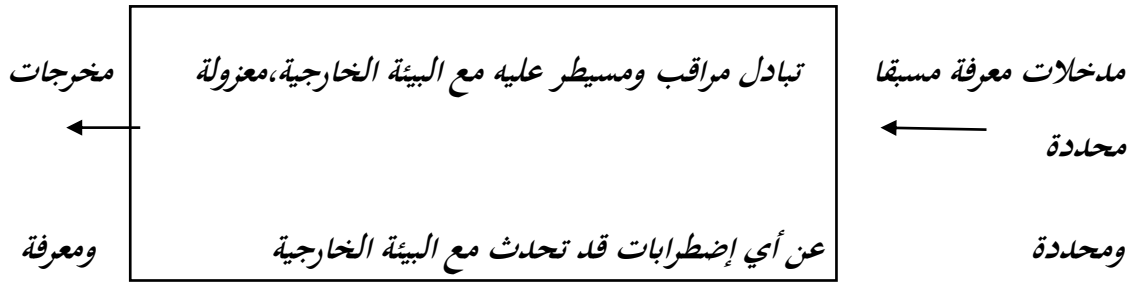 مدخلات معرفة مسبقا تبادل مراقب ومسيطر عليه مع البيئة الخارجية،معزولة مخرجات
محددة
ومحددة عن أي إضطرابات قد تحدث مع البيئة الخارجية ومعرفة